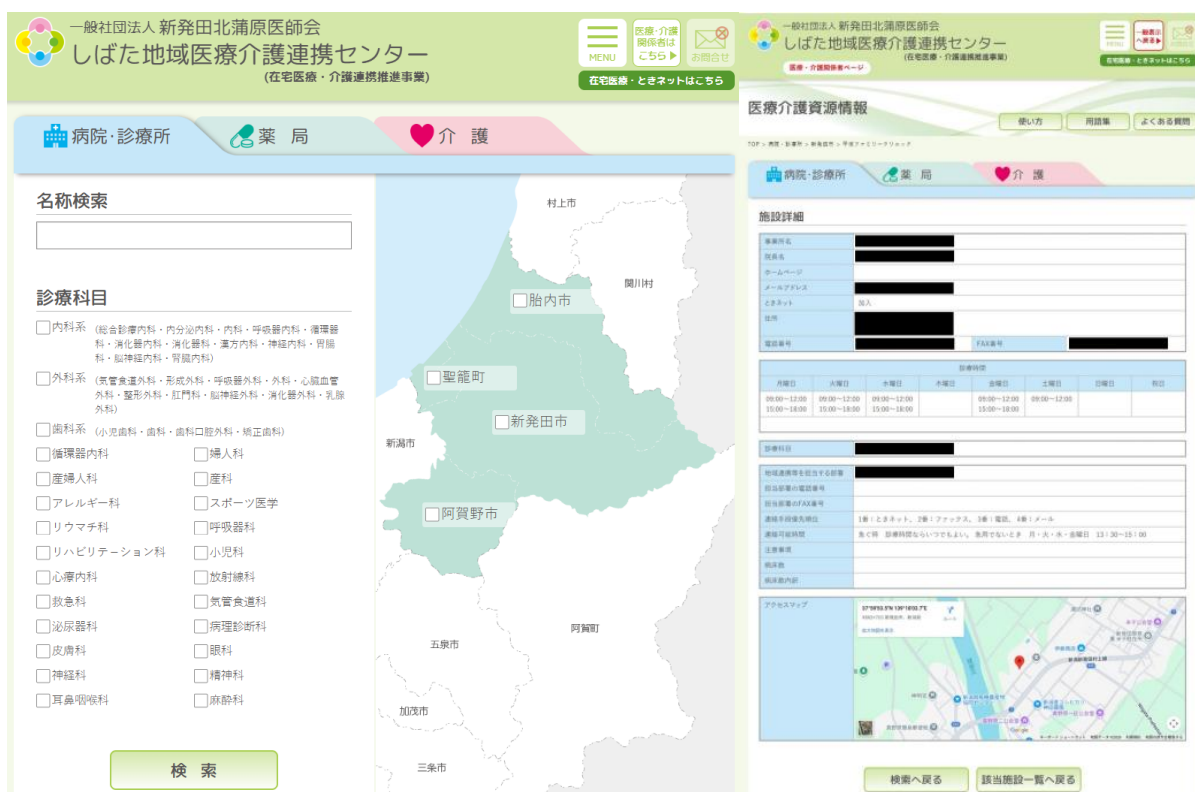 一般社団法人 新発田北蒲原医師会
しばた地域医療介護連携センター
(在宅医療・介護連携推進事業)
MENU
医療・介護
関係者は
こちら▶
お問合せ
在宅医療・ときネットはこちら
病院・診療所
薬 局
介 護
名称検索
診療科目
内科系 (総合診療内科・内分泌内科・内科・呼吸器内科・循環器
科・消化器内科・消化器科・漢方内科・神経内科・胃腸
科・脳神経内科・腎臓内科)
外科系 (気管食道外科・形成外科・呼吸器外科・外科・心臓血管
外科・整形外科・肛門科・脳神経外科・消化器外科・乳腺
外科)
歯科系 (小児歯科・歯科・歯科口腔外科・矯正歯科)
循環器内科 婦人科
産婦人科 産科
アレルギー科 スポーツ医学
リウマチ科 呼吸器科
リハビリテーション科 小児科
心療内科 放射線科
救急科 気管食道科
泌尿器科 病理診断科
皮膚科 眼科
神経科 精神科
耳鼻咽喉科 麻酔科
検 索
村上市
関川村
胎内市
聖籠町
新発田市
新潟市
阿賀野市
阿賀町
五泉市
加茂市
三条市
一般社団法人 新発田北蒲原医師会
しばた地域医療介護連携センター
(在宅医療・介護連携推進事業)
医療・介護関係者ページ
MENU
一般表示
へ戻る▶
お問合せ
在宅医療・ときネットはこちら
医療介護資源情報
使い方
用語集
よくある質問
TOP > 病院・診療所 > 新発田市 >
病院・診療所
薬 局
介 護
施設詳細
事業所名
院長名
ホームページ
メールアドレス
ときネット 加入
住所
電話番号 FAX番号
診療時間
月曜日 火曜日 水曜日 木曜日 金曜日 土曜日 日曜日 祝日
09:00～12:00 09:00～12:00 09:00～12:00 09:00～12:00 09:00～12:00
15:00～18:00 15:00～18:00 15:00～18:00 15:00～18:00
診療科目
地域連携等を担当する部署
担当部署の電話番号
担当部署のFAX番号
連絡手段優先順位 1番：ときネット、2番：ファックス、3番：電話、4番：メール
連絡可能時間 急ぐ時 診療時間ならいつでもよい。急用でないとき 月・火・水・金曜日 13：30～15：00
注意事項
病床数
病床数内訳
アクセスマップ
ルート
拡大地図を表示
Google
検索へ戻る
該当施設一覧へ戻る